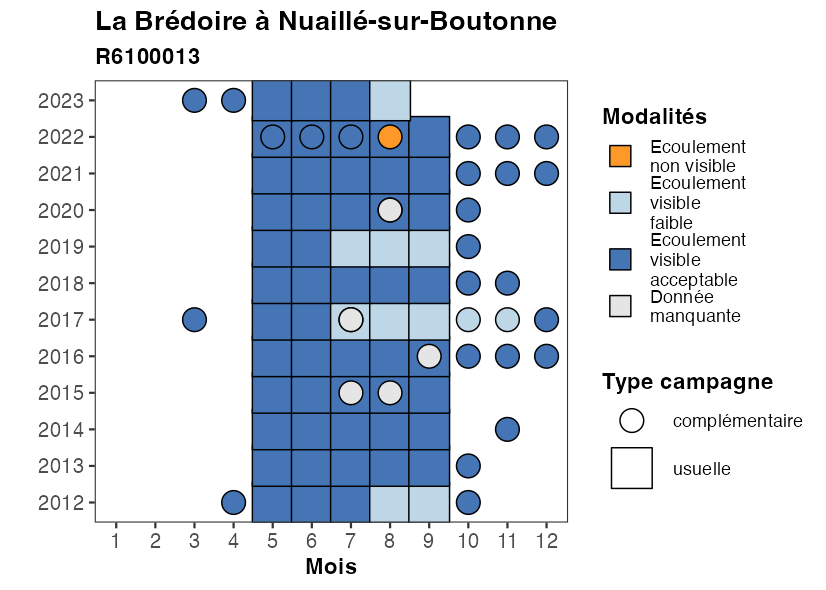 La Brédoire à Nuaillé-sur-Boutonne
R6100013
2023
2022
2021
2020
2019
2018
2017
2016
2015
2014
2013
2012
1 2 3 4 5 6 7 8 9 10 11 12
Mois
Modalités
Ecoulement
non visible
Ecoulement
visible
faible
Ecoulement
visible
acceptable
Donnée
manquante
Type campagne
complémentaire
usuelle